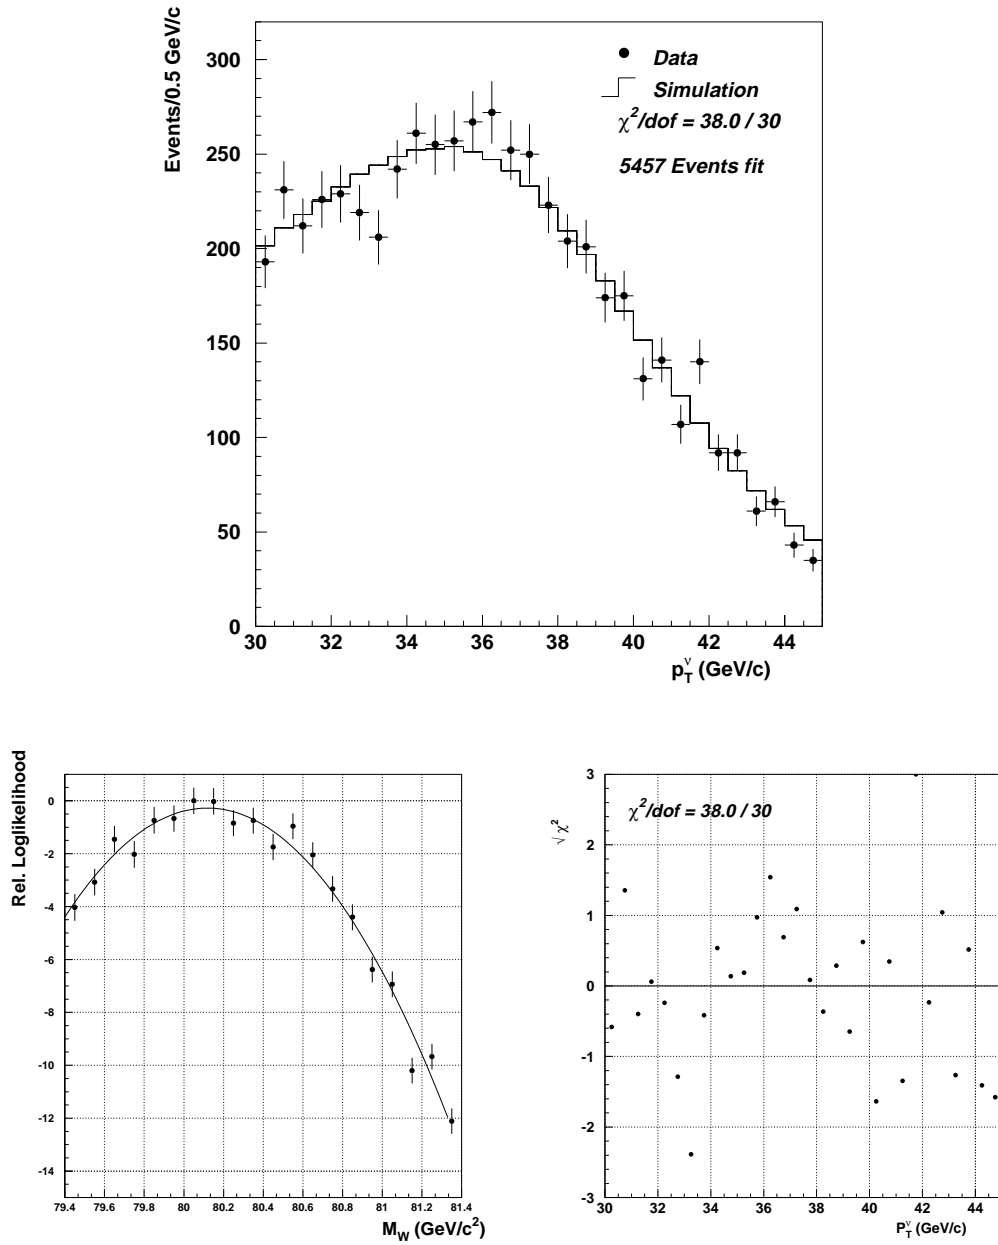 Events/0.5 GeV/c
300
250
200
150
100
50
0
Data
Simulation
χ²/dof = 38.0 / 30
5457 Events fit
30 32 34 36 38 40 42 44
p_T^ν (GeV/c)
Rel. Loglikelihood
0
-2
-4
-6
-8
-10
-12
-14
79.4 79.6 79.8 80 80.2 80.4 80.6 80.8 81 81.2 81.4
M_W (GeV/c²)
√χ²
3
2
1
0
-1
-2
-3
χ²/dof = 38.0 / 30
30 32 34 36 38 40 42 44
P_T^ν (GeV/c)